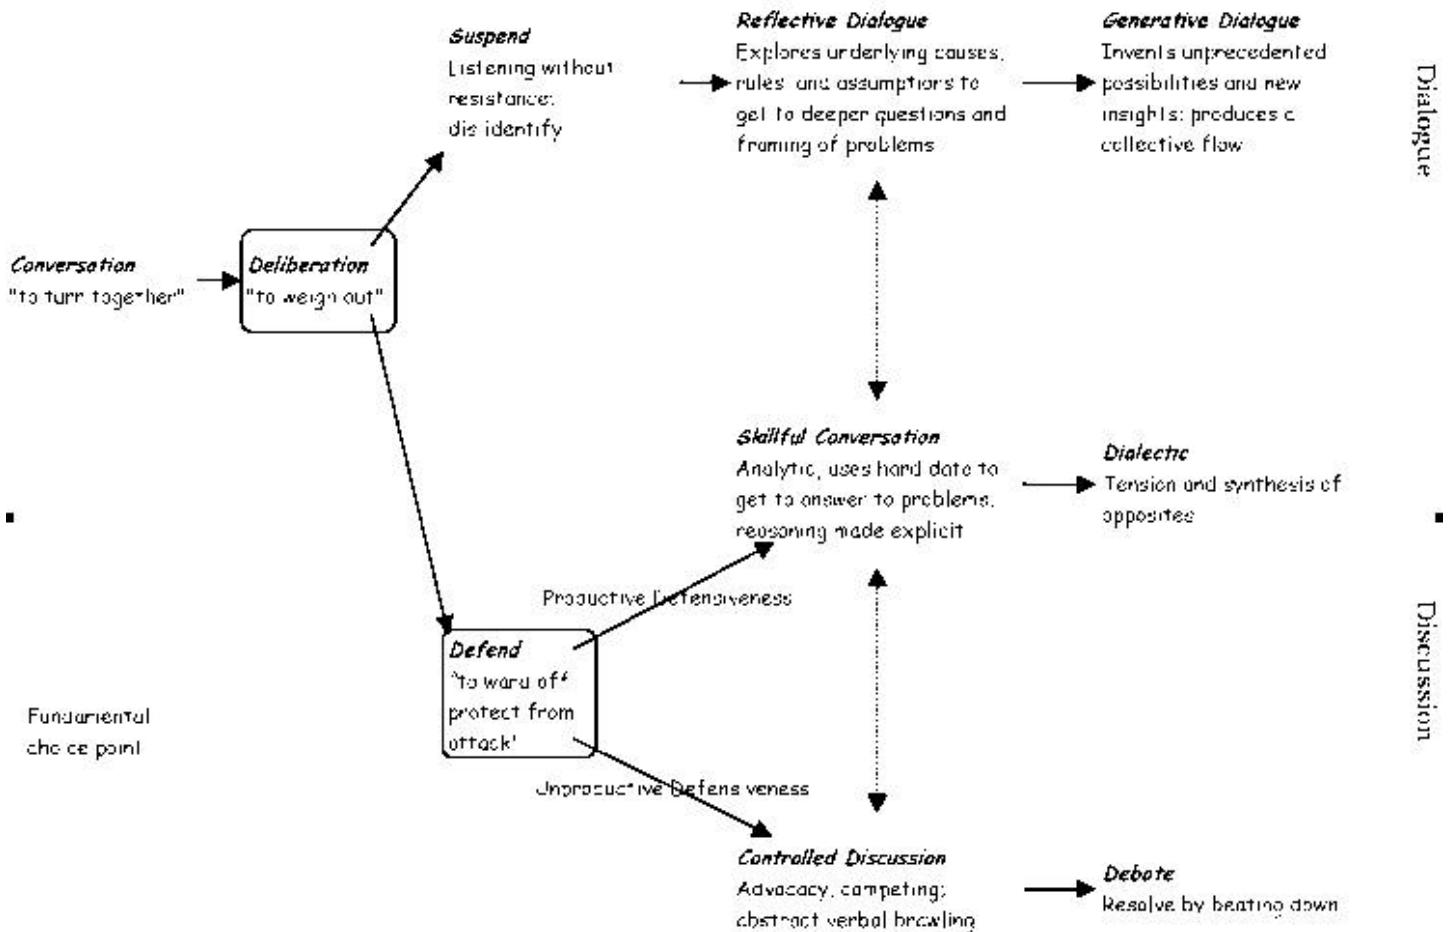 Suspend
Listening without
resistance;
dis identify
Reflective Dialogue
Explores underlying causes,
rules, and assumptions to
get to deeper questions and
framing of problems
Generative Dialogue
Invents unprecedented
possibilities and new
insights; produces a
collective flow
Dialogue
Conversation
"to turn together"
Deliberation
"to weigh out"
Skillful Conversation
Analytic, uses hard data to
get to answer to problems,
reasoning made explicit
Dialectic
Tension and synthesis of
opposites
Productive Defensiveness
Defend
"to ward off
protect from
attack"
Fundamental
choice point
Unproductive Defensiveness
Discussion
Controlled Discussion
Advocacy, competing;
abstract verbal brawling
Debate
Resolve by beating down